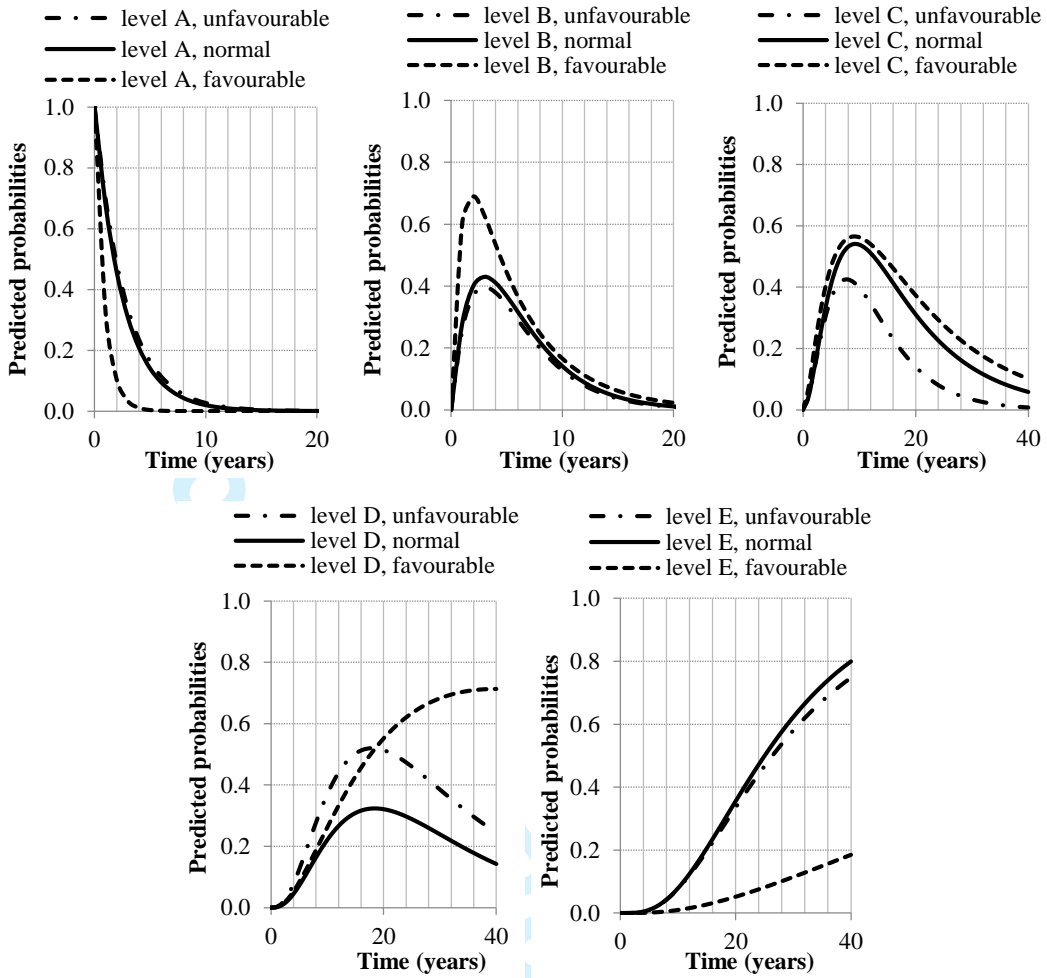 level A, unfavourable
level A, normal
level A, favourable
1.0
0.8
0.6
0.4
0.2
0.0
0
10
20
Predicted probabilities
Time (years)
level B, unfavourable
level B, normal
level B, favourable
1.0
0.8
0.6
0.4
0.2
0.0
0
10
20
Predicted probabilities
Time (years)
level C, unfavourable
level C, normal
level C, favourable
1.0
0.8
0.6
0.4
0.2
0.0
0
20
40
Predicted probabilities
Time (years)
level D, unfavourable
level D, normal
level D, favourable
1.0
0.8
0.6
0.4
0.2
0.0
0
20
40
Predicted probabilities
Time (years)
level E, unfavourable
level E, normal
level E, favourable
1.0
0.8
0.6
0.4
0.2
0.0
0
20
40
Predicted probabilities
Time (years)